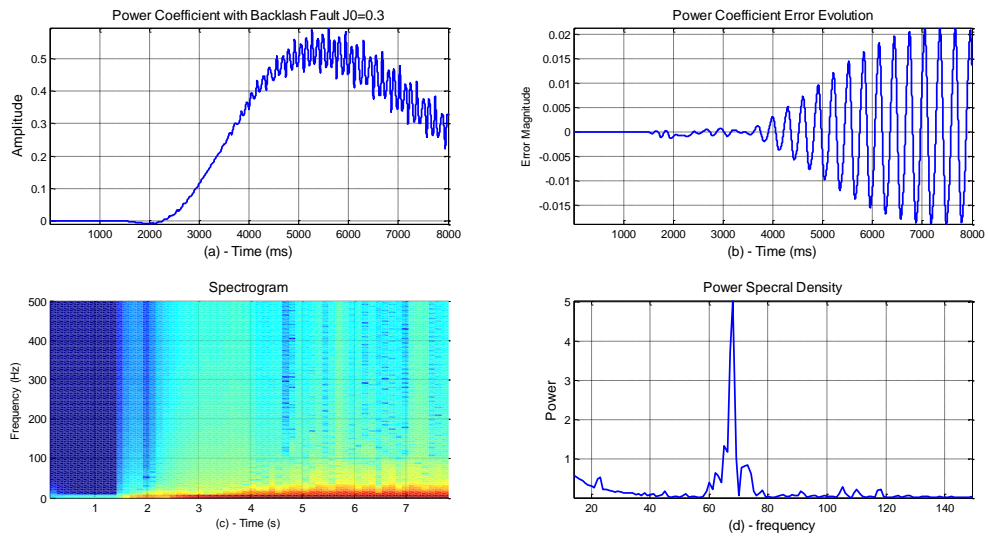 Power Coefficient with Backlash Fault J0=0.3
Amplitude
0.5
0.4
0.3
0.2
0.1
0
1000 2000 3000 4000 5000 6000 7000 8000
(a) - Time (ms)
Power Coefficient Error Evolution
Error Magnitude
0.02
0.015
0.01
0.005
0
-0.005
-0.01
-0.015
1000 2000 3000 4000 5000 6000 7000 8000
(b) - Time (ms)
Spectrogram
Frequency (Hz)
500
400
300
200
100
0
1 2 3 4 5 6 7
(c) - Time (s)
Power Specral Density
Power
5
4
3
2
1
0
20 40 60 80 100 120 140
(d) - frequency